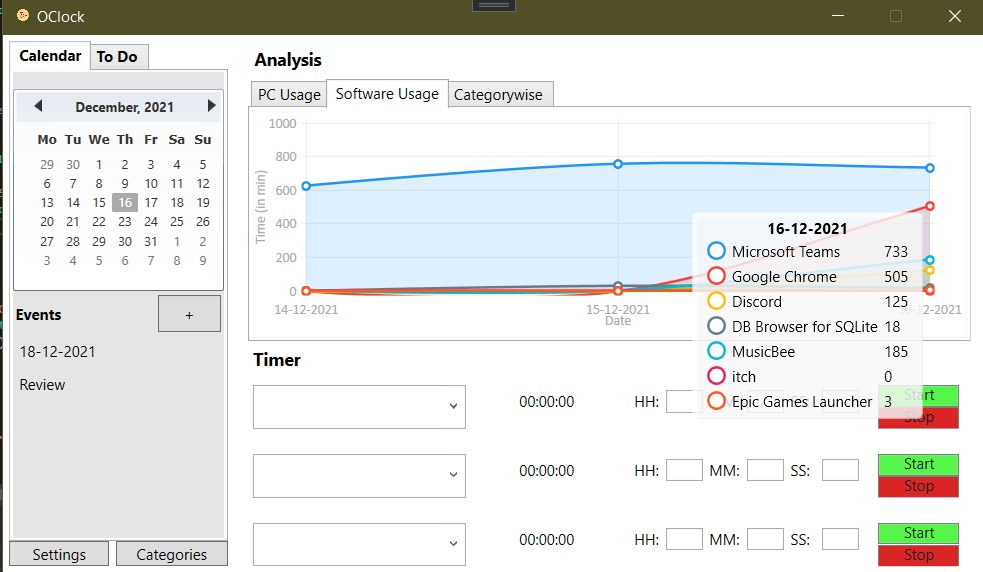 OClock
Calendar To Do
December, 2021
Mo Tu We Th Fr Sa Su
29 30 1 2 3 4 5
6 7 8 9 10 11 12
13 14 15 16 17 18 19
20 21 22 23 24 25 26
27 28 29 30 31 1 2
3 4 5 6 7 8 9
Events +
18-12-2021
Review
Settings Categories
Analysis
PC Usage Software Usage Categorywise
Time (in min)
1000
800
600
400
200
0
14-12-2021 15-12-2021 16-12-2021
Date
16-12-2021
Microsoft Teams 733
Google Chrome 505
Discord 125
DB Browser for SQLite 18
MusicBee 185
itch 0
Epic Games Launcher 3
Timer
00:00:00 HH: MM: SS: Start
Stop
00:00:00 HH: MM: SS: Start
Stop
00:00:00 HH: MM: SS: Start
Stop